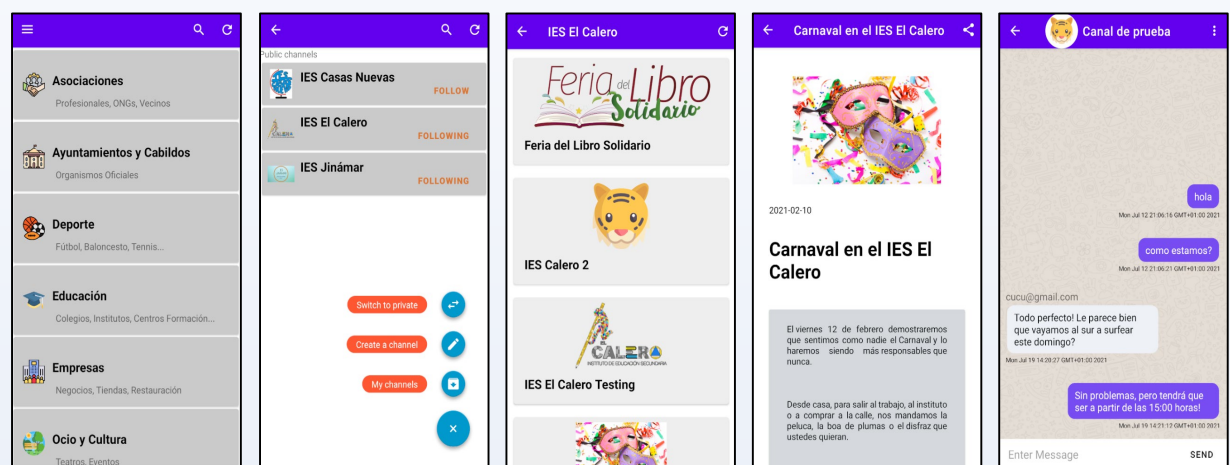 Asociaciones
Profesionales, ONGs, Vecinos
Ayuntamientos y Cabildos
Organismos Oficiales
Deporte
Fútbol, Baloncesto, Tennis...
Educación
Colegios, Institutos, Centros Formación...
Empresas
Negocios, Tiendas, Restauración
Ocio y Cultura
Teatros, Eventos
Public channels
IES Casas Nuevas
FOLLOW
CALERA
IES El Calero
FOLLOWING
IES Jinámar
FOLLOWING
Switch to private
Create a channel
My channels
IES El Calero
Feria del Libro
Solidario
Feria del Libro Solidario
IES Calero 2
EL
CALERO
INSTITUTO DE EDUCACIÓN SECUNDARIA
IES El Calero Testing
Carnaval en el IES El Calero
2021-02-10
Carnaval en el IES El
Calero
El viernes 12 de febrero demostraremos
que sentimos como nadie el Carnaval y lo
haremos siendo más responsables que
nunca.
Desde casa, para salir al trabajo, al instituto
o a comprar a la calle, nos mandamos la
peluca, la boa de plumas o el disfraz que
ustedes quieran.
Canal de prueba
hola
Mon Jul 12 21:06:16 GMT+01:00 2021
como estamos?
Mon Jul 12 21:06:21 GMT+01:00 2021
cucu@gmail.com
Todo perfecto! Le parece bien
que vayamos al sur a surfear
este domingo?
Mon Jul 19 14:20:27 GMT+01:00 2021
Sin problemas, pero tendrá que
ser a partir de las 15:00 horas!
Mon Jul 19 14:21:12 GMT+01:00 2021
Enter Message
SEND